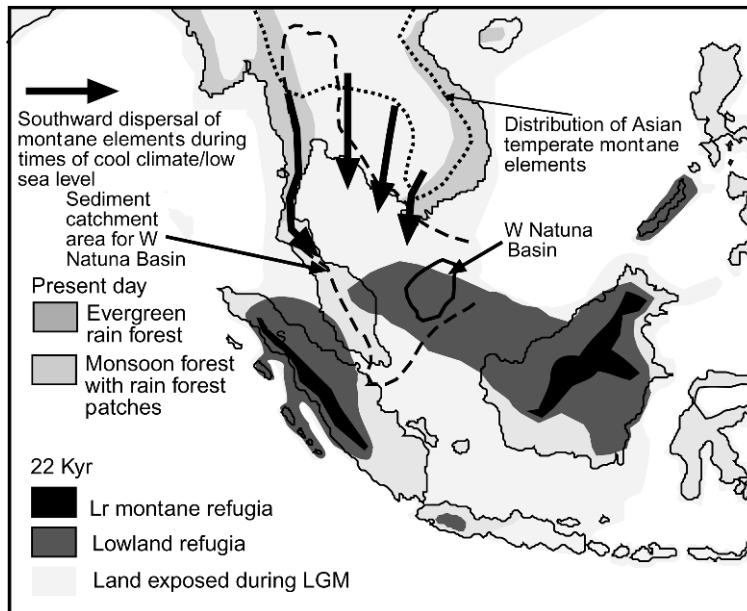 Southward dispersal of
montane elements during
times of cool climate/low
sea level
Distribution of Asian
temperate montane
elements
Sediment
catchment
area for W
Natuna Basin
W Natuna
Basin
Present day
Evergreen
rain forest
Monsoon forest
with rain forest
patches
S
22 Kyr
Lr montane refugia
Lowland refugia
Land exposed during LGM